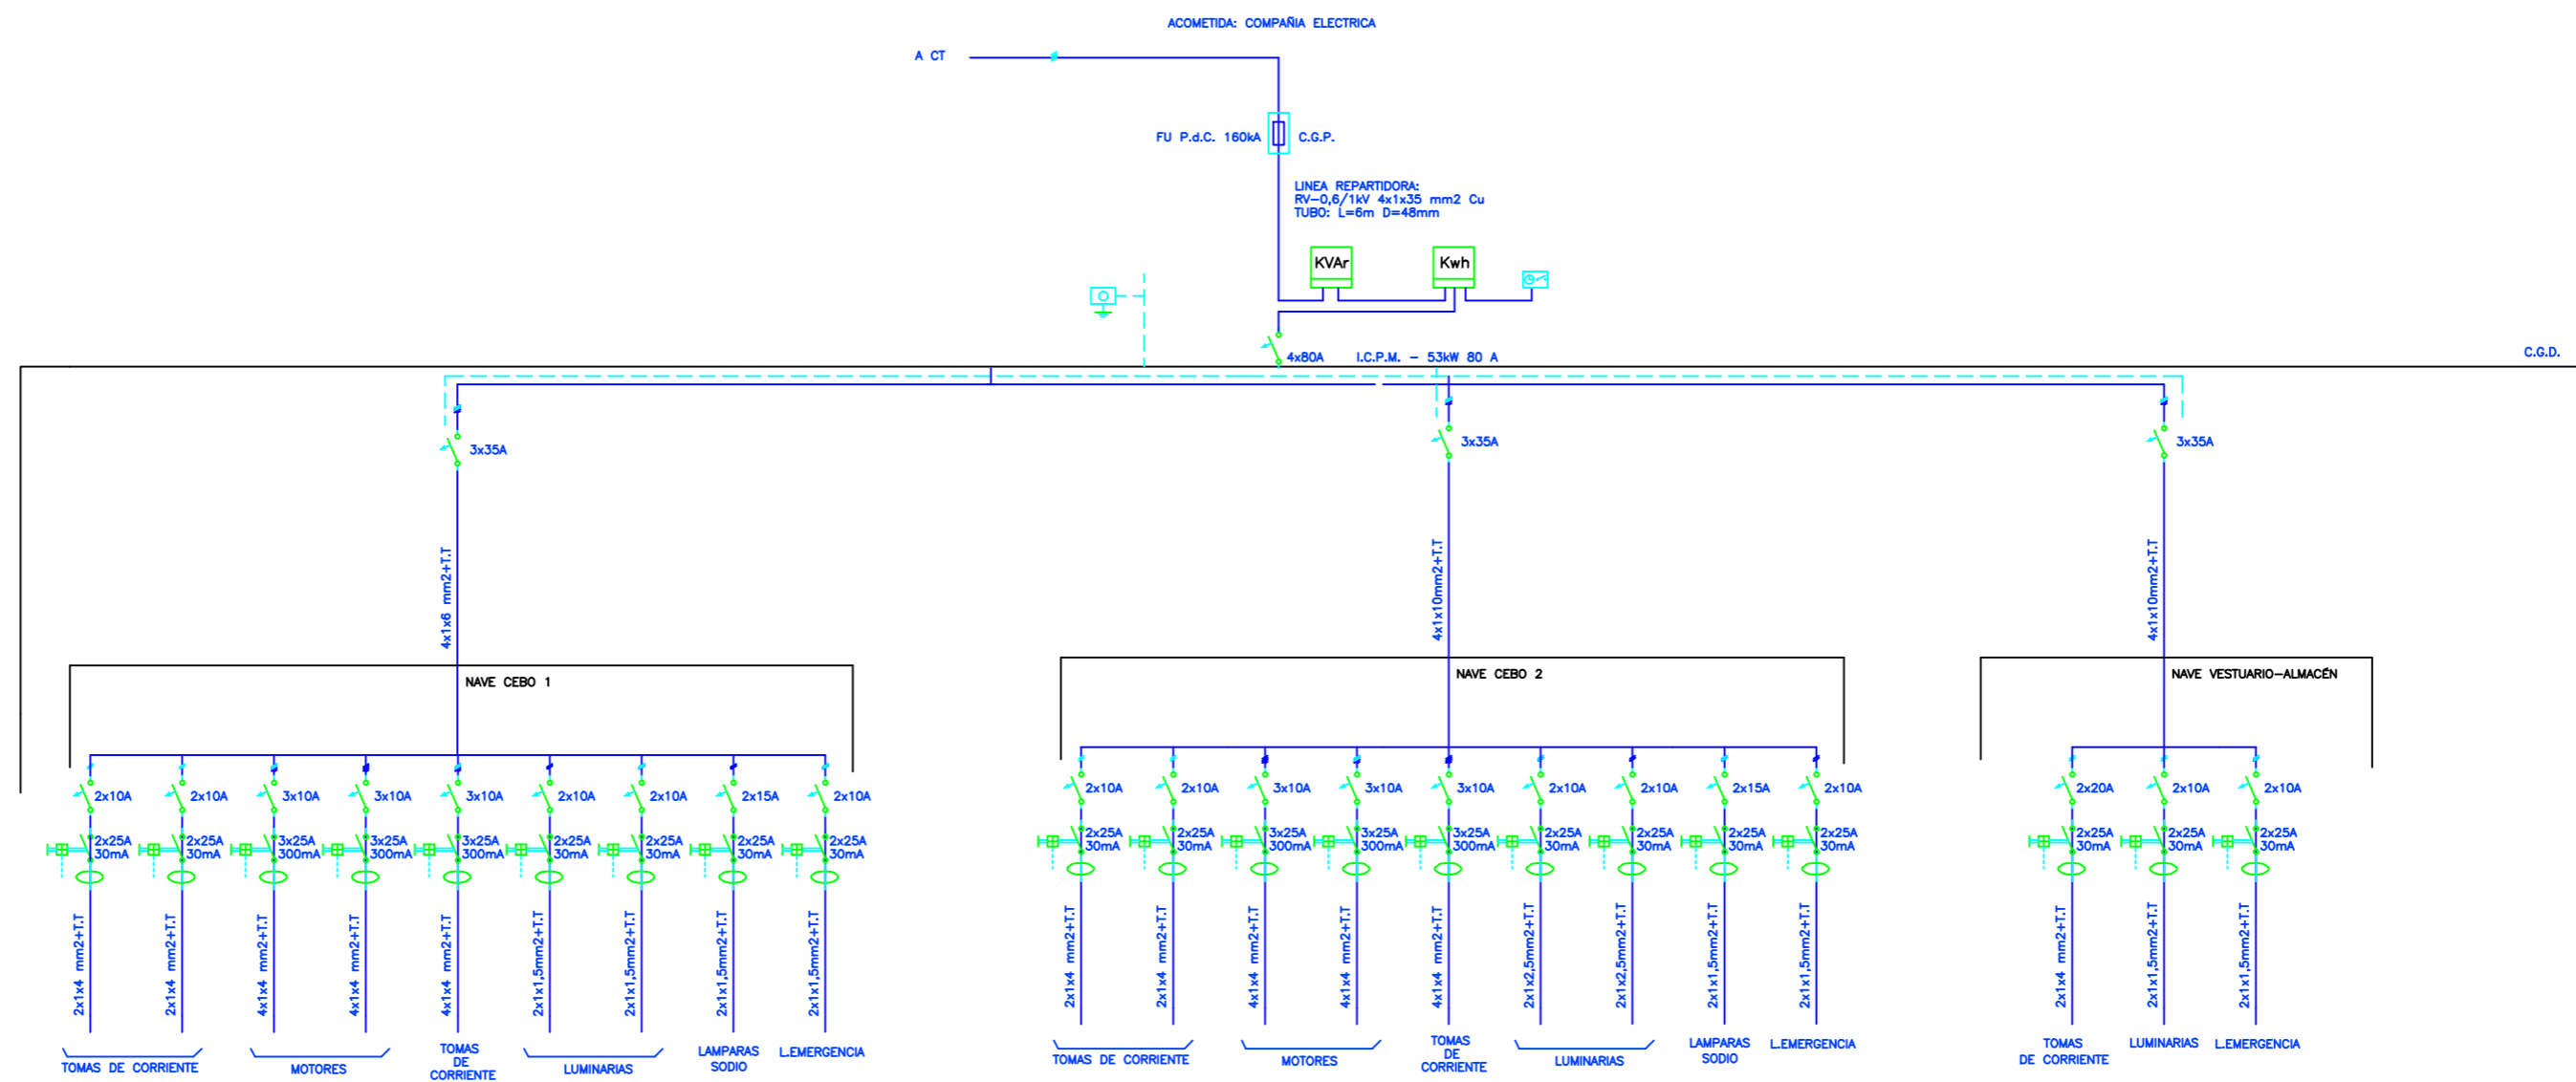 ACOMETIDA: COMPAÑIA ELECTRICA
A CT
FU P.d.C. 160kA C.G.P.
LINEA REPARTIDORA:
RV-0,6/1kV 4x1x35 mm2 Cu
TUBO: L=6m D=48mm
KVAr Kwh
4x80A I.C.P.M. - 53kW 80 A
C.G.D.
3x35A 3x35A 3x35A
4x1x6 mm2+T.T
4x1x10mm2+T.T
4x1x10mm2+T.T
NAVE CEBO 1
NAVE CEBO 2
NAVE VESTUARIO-ALMACÉN
2x10A 2x10A 3x10A 3x10A 3x10A 2x10A 2x10A 2x15A 2x10A
2x25A 2x25A 3x25A 3x25A 3x25A 2x25A 2x25A 2x25A 2x25A
30mA 30mA 300mA 300mA 300mA 30mA 30mA 30mA 30mA
2x1x4 mm2+T.T
2x1x4 mm2+T.T
4x1x4 mm2+T.T
4x1x4 mm2+T.T
4x1x4 mm2+T.T
2x1x1,5mm2+T.T
2x1x1,5mm2+T.T
2x1x1,5mm2+T.T
2x1x1,5mm2+T.T
TOMAS DE CORRIENTE
MOTORES
TOMAS
DE
CORRIENTE
LUMINARIAS
LAMPARAS
SODIO
L.EMERGENCIA
2x10A 2x10A 3x10A 3x10A 3x10A 2x10A 2x10A 2x15A 2x10A
2x25A 2x25A 3x25A 3x25A 3x25A 2x25A 2x25A 2x25A 2x25A
30mA 30mA 300mA 300mA 300mA 30mA 30mA 30mA 30mA
2x1x4 mm2+T.T
2x1x4 mm2+T.T
4x1x4 mm2+T.T
4x1x4 mm2+T.T
4x1x4 mm2+T.T
2x1x2,5mm2+T.T
2x1x2,5mm2+T.T
2x1x1,5mm2+T.T
2x1x1,5mm2+T.T
TOMAS DE CORRIENTE
MOTORES
TOMAS
DE
CORRIENTE
LUMINARIAS
LAMPARAS
SODIO
L.EMERGENCIA
2x20A 2x10A 2x10A
2x25A 2x25A 2x25A
30mA 30mA 30mA
2x1x4 mm2+T.T
2x1x1,5mm2+T.T
2x1x1,5mm2+T.T
TOMAS
DE CORRIENTE
LUMINARIAS
L.EMERGENCIA